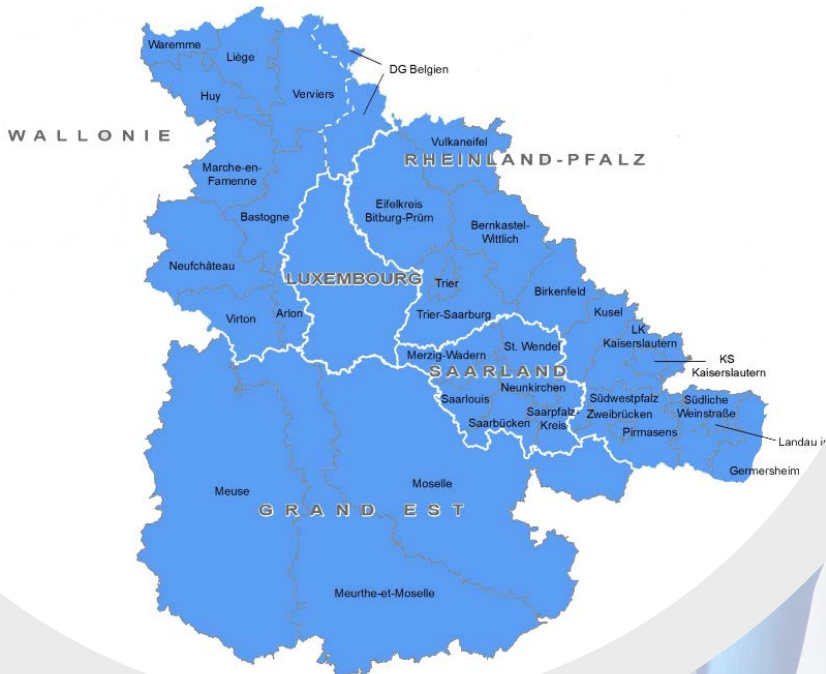 Waremme
Liège
DG Belgien
Huy
Verviers
WALLONIE
Vulkaneifel
RHEINLAND-PFALZ
Marche-en-
Famenne
Eifelkreis
Bitburg-Prüm
Bastogne
Bernkastel-
Wittlich
Neufchâteau
LUXEMBOURG
Trier
Birkenfeld
Virton
Arlon
Trier-Saarburg
Kusel
LK
Kaiserslautern
KS
Kaiserslautern
Merzig-Wadern
St. Wendel
SAARLAND
Neunkirchen
Saarlouis
Saarpfalz-
Kreis
Saarbücken
Südwestpfalz
Zweibrücken
Südliche
Weinstraße
Pirmasens
Landau i
Germersheim
Meuse
Moselle
GRAND EST
Meurthe-et-Moselle